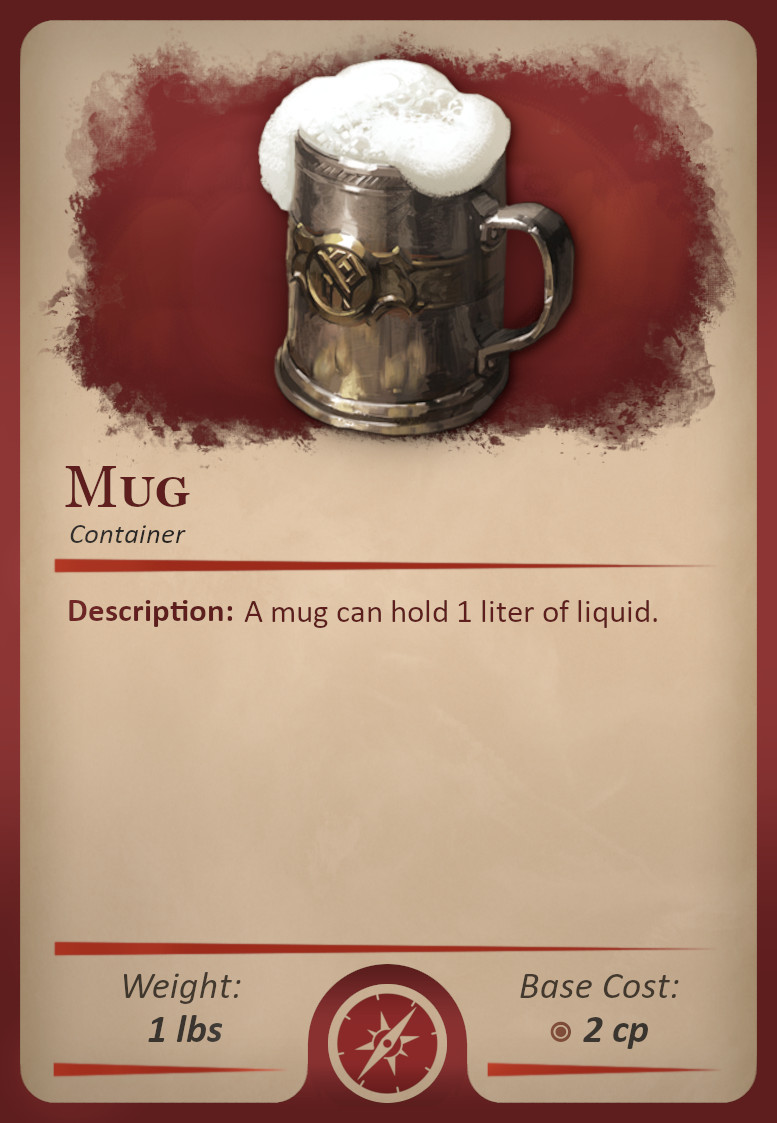 Mug
Container
Description: A mug can hold 1 liter of liquid.
Weight:
1 lbs
Base Cost:
2 cp